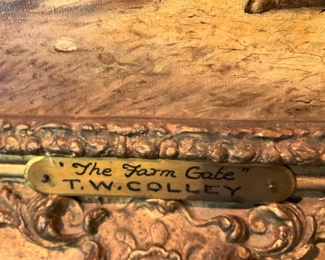 "The Farm Gate"
T.W. COLLEY